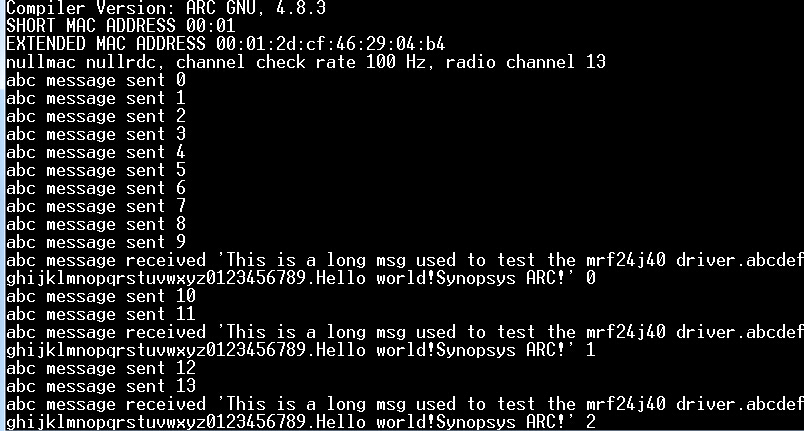 Compiler Version: ARC GNU, 4.8.3
SHORT MAC ADDRESS 00:01
EXTENDED MAC ADDRESS 00:01:2d:cf:46:29:04:b4
nullmac nullrdc, channel check rate 100 Hz, radio channel 13
abc message sent 0
abc message sent 1
abc message sent 2
abc message sent 3
abc message sent 4
abc message sent 5
abc message sent 6
abc message sent 7
abc message sent 8
abc message sent 9
abc message received 'This is a long msg used to test the mrf24j40 driver.abcdef
ghijklmnopqrstuvwxyz0123456789.Hello world!Synopsys ARC!' 0
abc message sent 10
abc message sent 11
abc message received 'This is a long msg used to test the mrf24j40 driver.abcdef
ghijklmnopqrstuvwxyz0123456789.Hello world!Synopsys ARC!' 1
abc message sent 12
abc message sent 13
abc message received 'This is a long msg used to test the mrf24j40 driver.abcdef
ghijklmnopqrstuvwxyz0123456789.Hello world!Synopsys ARC!' 2